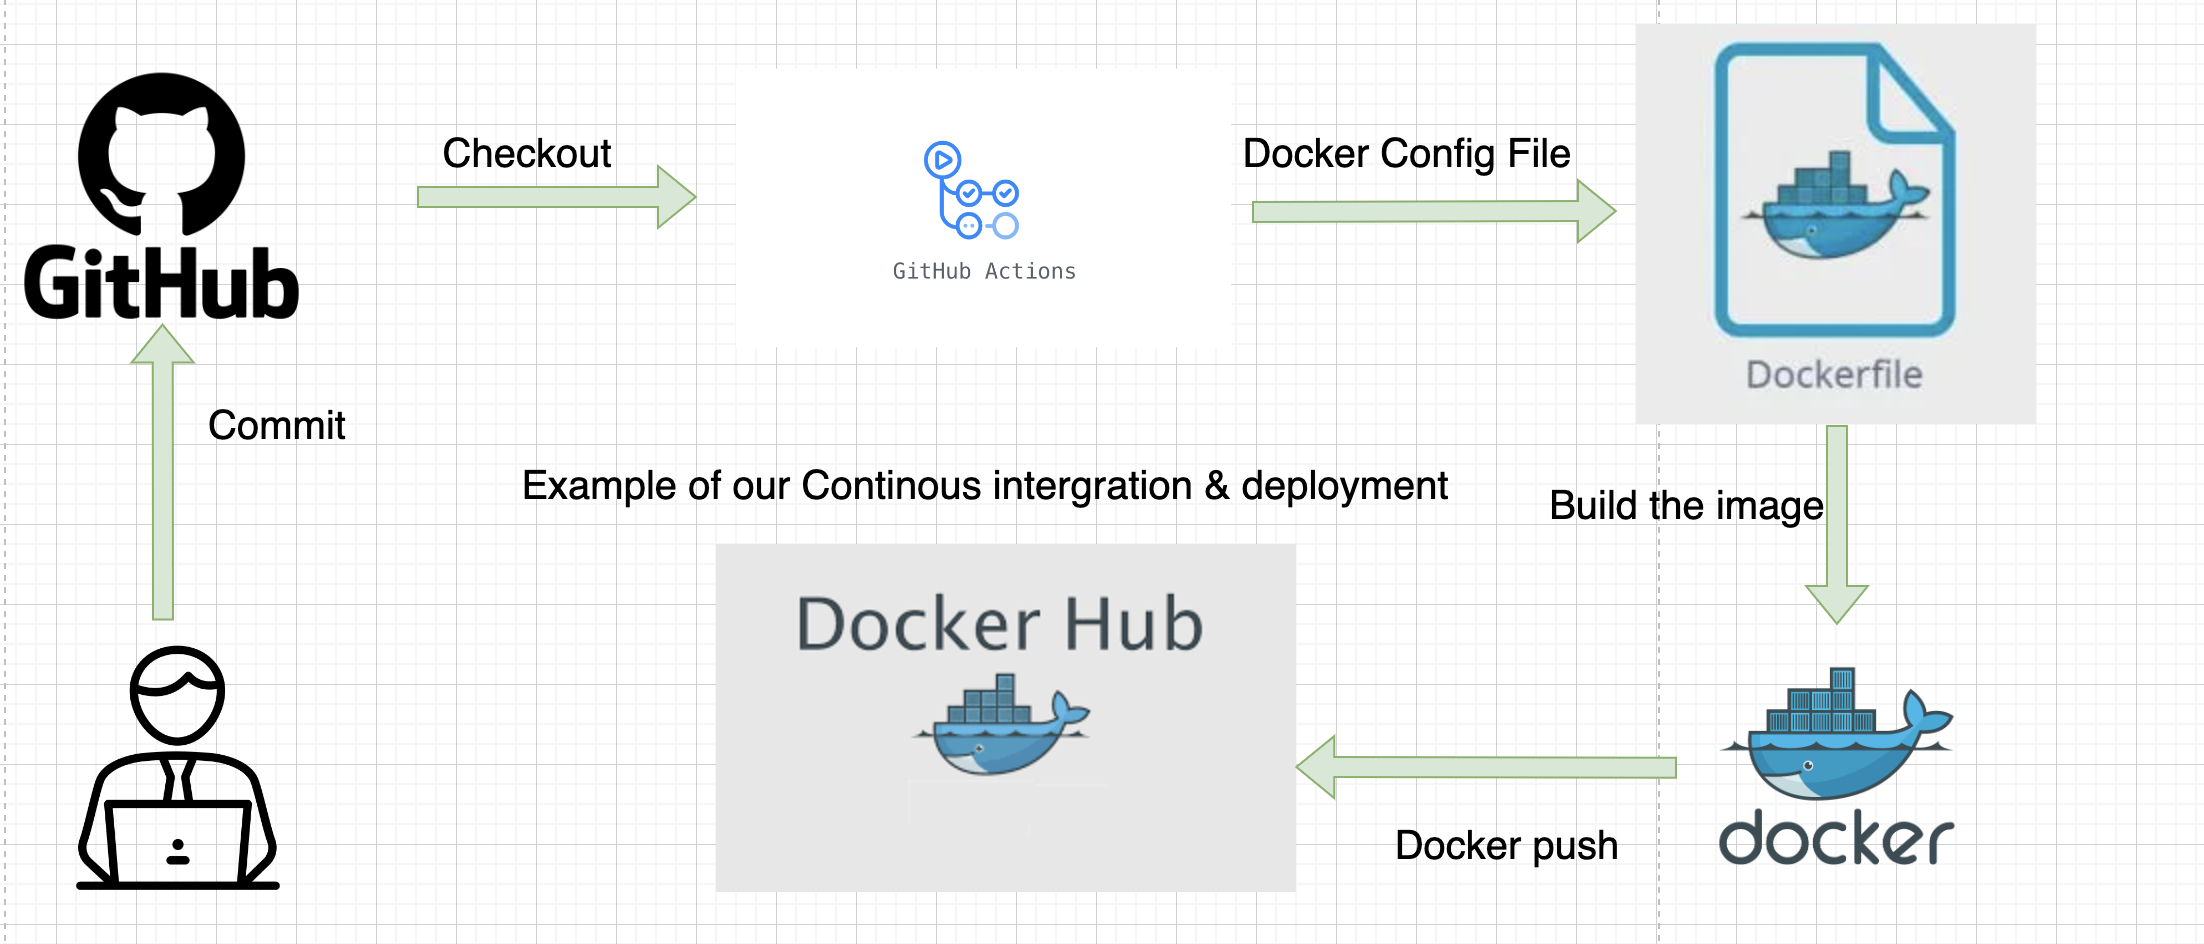 GitHub
Checkout
GitHub Actions
Docker Config File
Dockerfile
Commit
Example of our Continous intergration & deployment
Build the image
Docker Hub
Docker push
docker